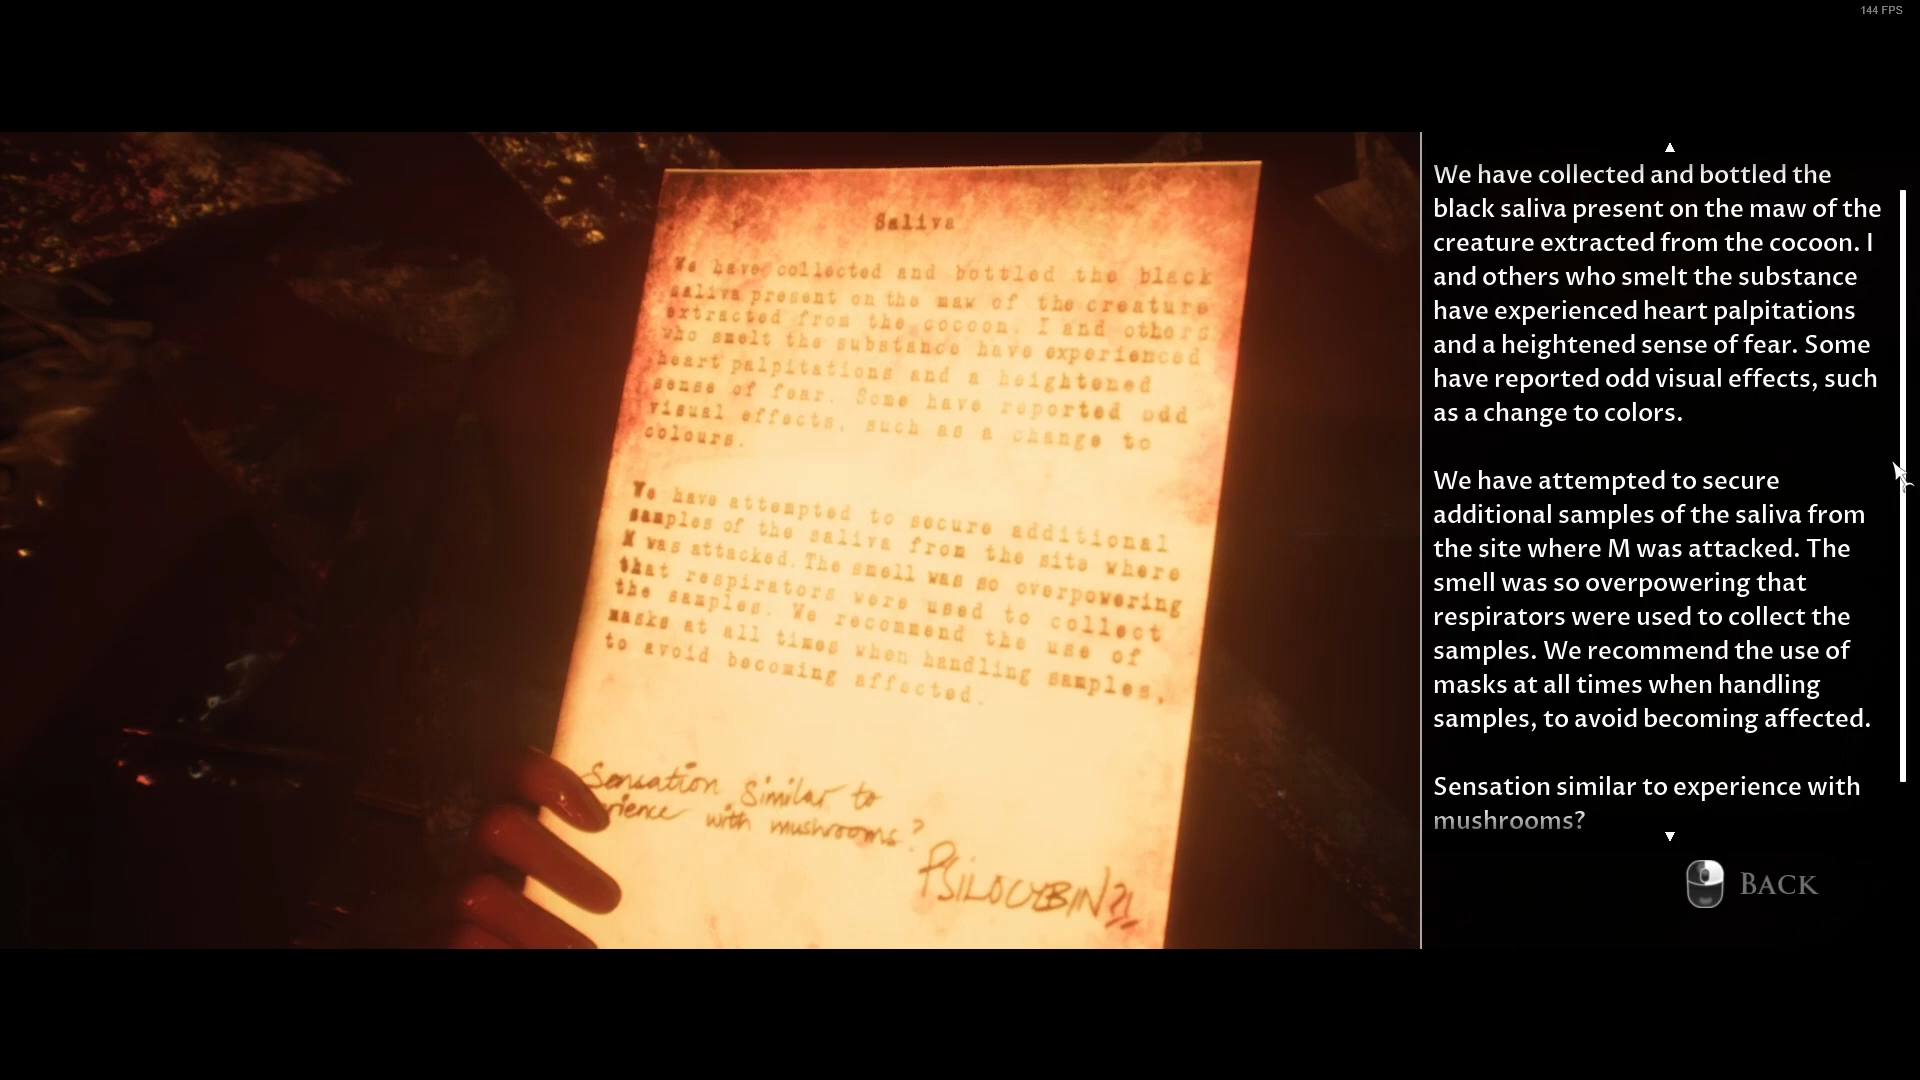 144 FPS
Saliva
We have collected and bottled the black
saliva present on the maw of the creature
extracted from the cocoon. I and others
who smelt the substance have experienced
heart palpitations and a heightened
sense of fear. Some have reported odd
visual effects, such as a change to
colours.
We have attempted to secure additional
samples of the saliva from the site where
M was attacked. The smell was so overpowering
that respirators were used to collect
the samples. We recommend the use of
masks at all times when handling samples,
to avoid becoming affected.
Sensation Similar to
rience with mushrooms?
PSILOCYBIN?!
We have collected and bottled the
black saliva present on the maw of the
creature extracted from the cocoon. I
and others who smelt the substance
have experienced heart palpitations
and a heightened sense of fear. Some
have reported odd visual effects, such
as a change to colors.
We have attempted to secure
additional samples of the saliva from
the site where M was attacked. The
smell was so overpowering that
respirators were used to collect the
samples. We recommend the use of
masks at all times when handling
samples, to avoid becoming affected.
Sensation similar to experience with
mushrooms?
BACK